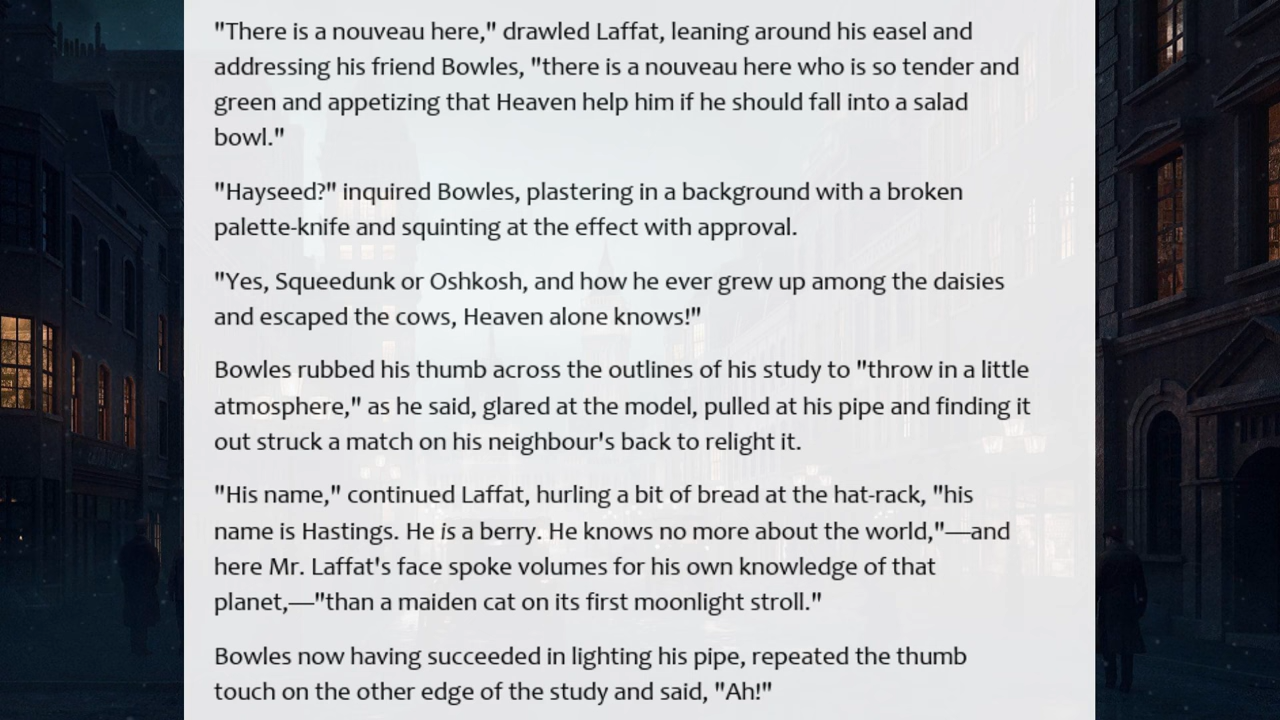 "There is a nouveau here," drawled Laffat, leaning around his easel and
addressing his friend Bowles, "there is a nouveau here who is so tender and
green and appetizing that Heaven help him if he should fall into a salad
bowl."
"Hayseed?" inquired Bowles, plastering in a background with a broken
palette-knife and squinting at the effect with approval.
"Yes, Squeedunk or Oshkosh, and how he ever grew up among the daisies
and escaped the cows, Heaven alone knows!"
Bowles rubbed his thumb across the outlines of his study to "throw in a little
atmosphere," as he said, glared at the model, pulled at his pipe and finding it
out struck a match on his neighbour's back to relight it.
"His name," continued Laffat, hurling a bit of bread at the hat-rack, "his
name is Hastings. He is a berry. He knows no more about the world,"—and
here Mr. Laffat's face spoke volumes for his own knowledge of that
planet,—"than a maiden cat on its first moonlight stroll."
Bowles now having succeeded in lighting his pipe, repeated the thumb
touch on the other edge of the study and said, "Ah!"